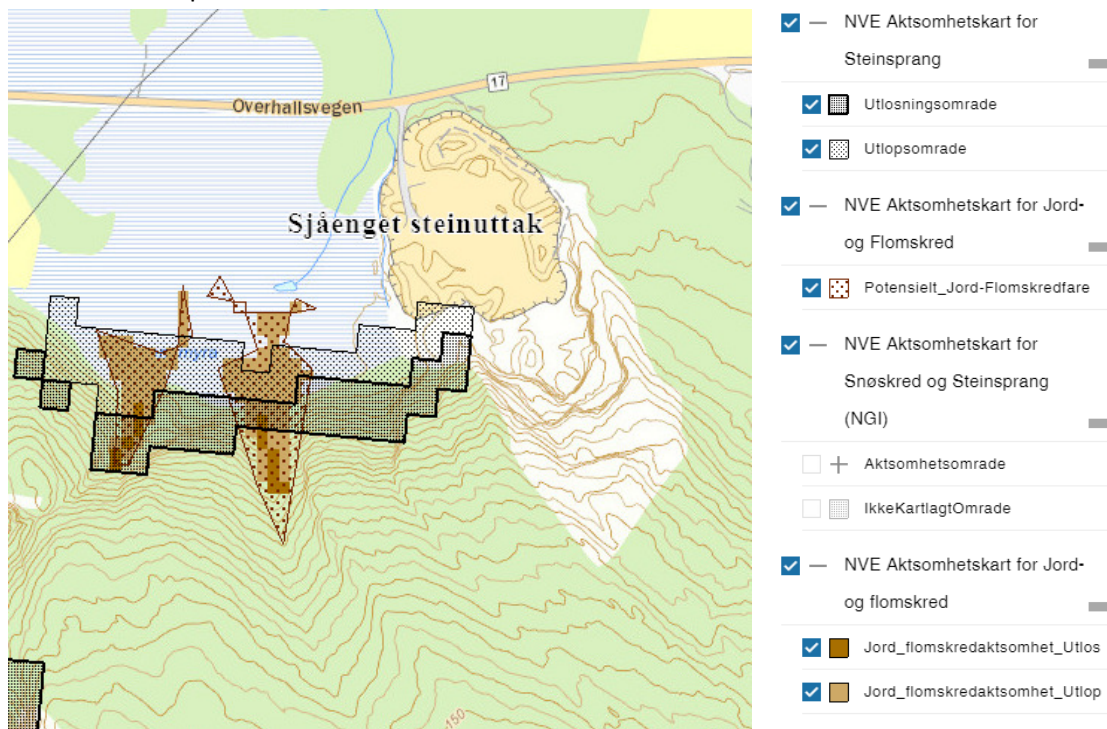 17
Overhallsvegen
Sjåenget steinuttak
myra
150
NVE Aktsomhetskart for
Steinsprang
Utlosningsomrade
Utlopsomrade
NVE Aktsomhetskart for Jord-
og Flomskred
Potensielt_Jord-Flomskredfare
NVE Aktsomhetskart for
Snøskred og Steinsprang
(NGI)
Aktsomhetsomrade
IkkeKartlagtOmrade
NVE Aktsomhetskart for Jord-
og flomskred
Jord_flomskredaktsomhet_Utlos
Jord_flomskredaktsomhet_Utlop